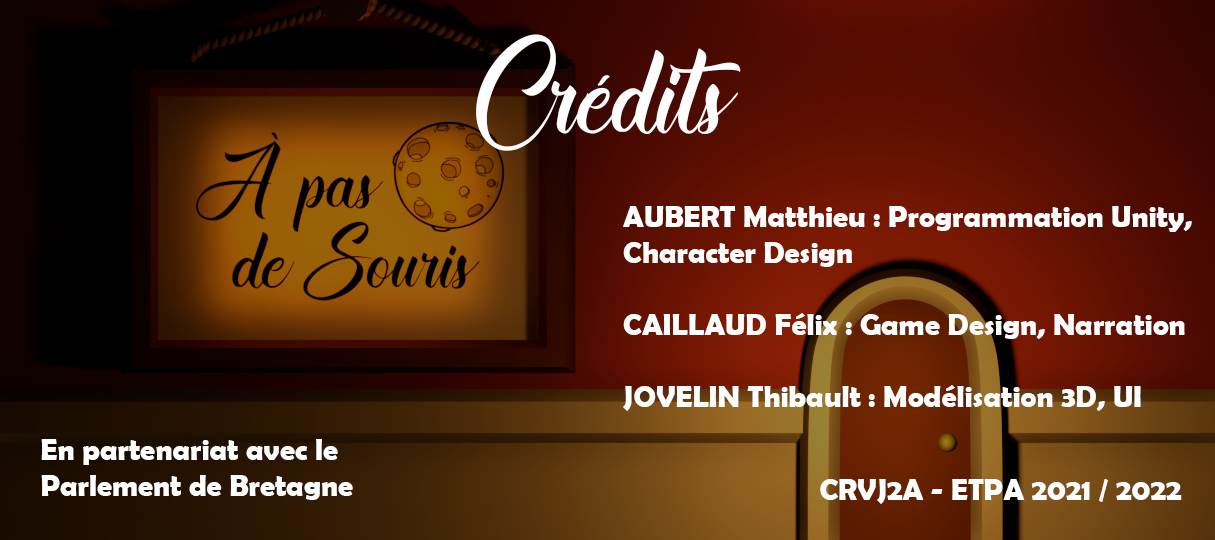 Crédits
À pas
de Souris
AUBERT Matthieu : Programmation Unity,
Character Design
CAILLAUD Félix : Game Design, Narration
JOVELIN Thibault : Modélisation 3D, UI
En partenariat avec le
Parlement de Bretagne
CRVJ2A - ETPA 2021 / 2022